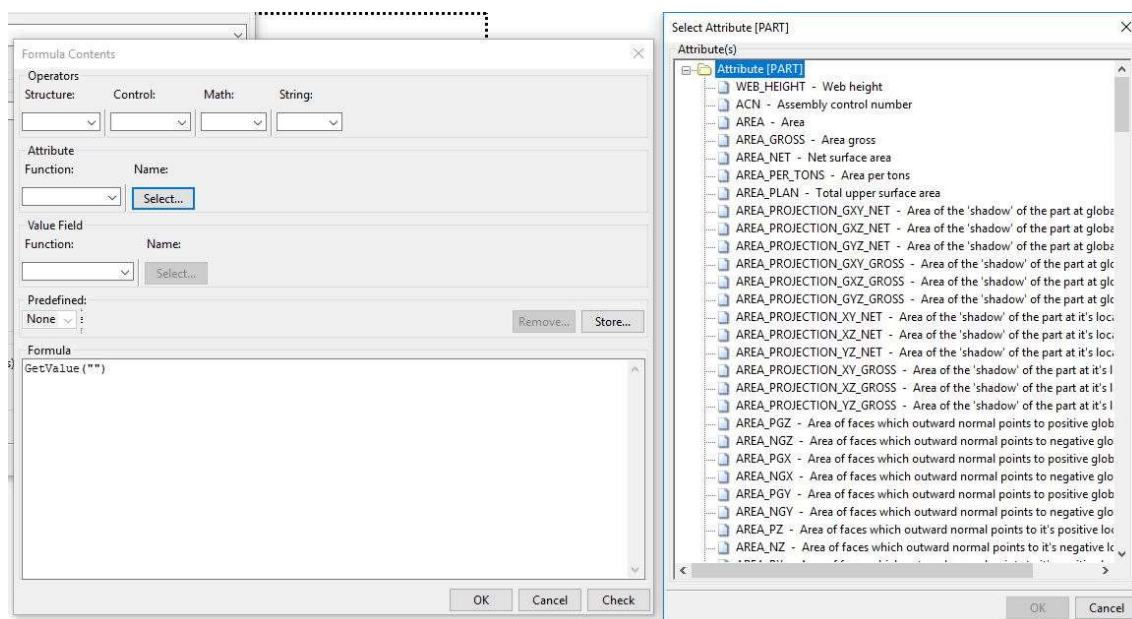 Formula Contents
Operators
Structure: Control: Math: String:
Attribute
Function: Name:
Select...
Value Field
Function: Name:
Select...
Predefined:
None
Remove... Store...
Formula
GetValue("")
OK Cancel Check
Select Attribute [PART]
Attribute(s)
Attribute [PART]
WEB_HEIGHT - Web height
ACN - Assembly control number
AREA - Area
AREA_GROSS - Area gross
AREA_NET - Net surface area
AREA_PER_TONS - Area per tons
AREA_PLAN - Total upper surface area
AREA_PROJECTION_GXY_NET - Area of the 'shadow' of the part at globa
AREA_PROJECTION_GXZ_NET - Area of the 'shadow' of the part at globa
AREA_PROJECTION_GYZ_NET - Area of the 'shadow' of the part at globa
AREA_PROJECTION_GXY_GROSS - Area of the 'shadow' of the part at glc
AREA_PROJECTION_GXZ_GROSS - Area of the 'shadow' of the part at glc
AREA_PROJECTION_GYZ_GROSS - Area of the 'shadow' of the part at glc
AREA_PROJECTION_XY_NET - Area of the 'shadow' of the part at it's loca
AREA_PROJECTION_XZ_NET - Area of the 'shadow' of the part at it's loca
AREA_PROJECTION_YZ_NET - Area of the 'shadow' of the part at it's loca
AREA_PROJECTION_XY_GROSS - Area of the 'shadow' of the part at it's l
AREA_PROJECTION_XZ_GROSS - Area of the 'shadow' of the part at it's l
AREA_PROJECTION_YZ_GROSS - Area of the 'shadow' of the part at it's l
AREA_PGZ - Area of faces which outward normal points to positive glob
AREA_NGZ - Area of faces which outward normal points to negative glo
AREA_PGX - Area of faces which outward normal points to positive glob
AREA_NGX - Area of faces which outward normal points to negative glo
AREA_PGY - Area of faces which outward normal points to positive glob
AREA_NGY - Area of faces which outward normal points to negative glo
AREA_PZ - Area of faces which outward normal points to it's positive loc
AREA_NZ - Area of faces which outward normal points to it's negative lc
OK Cancel